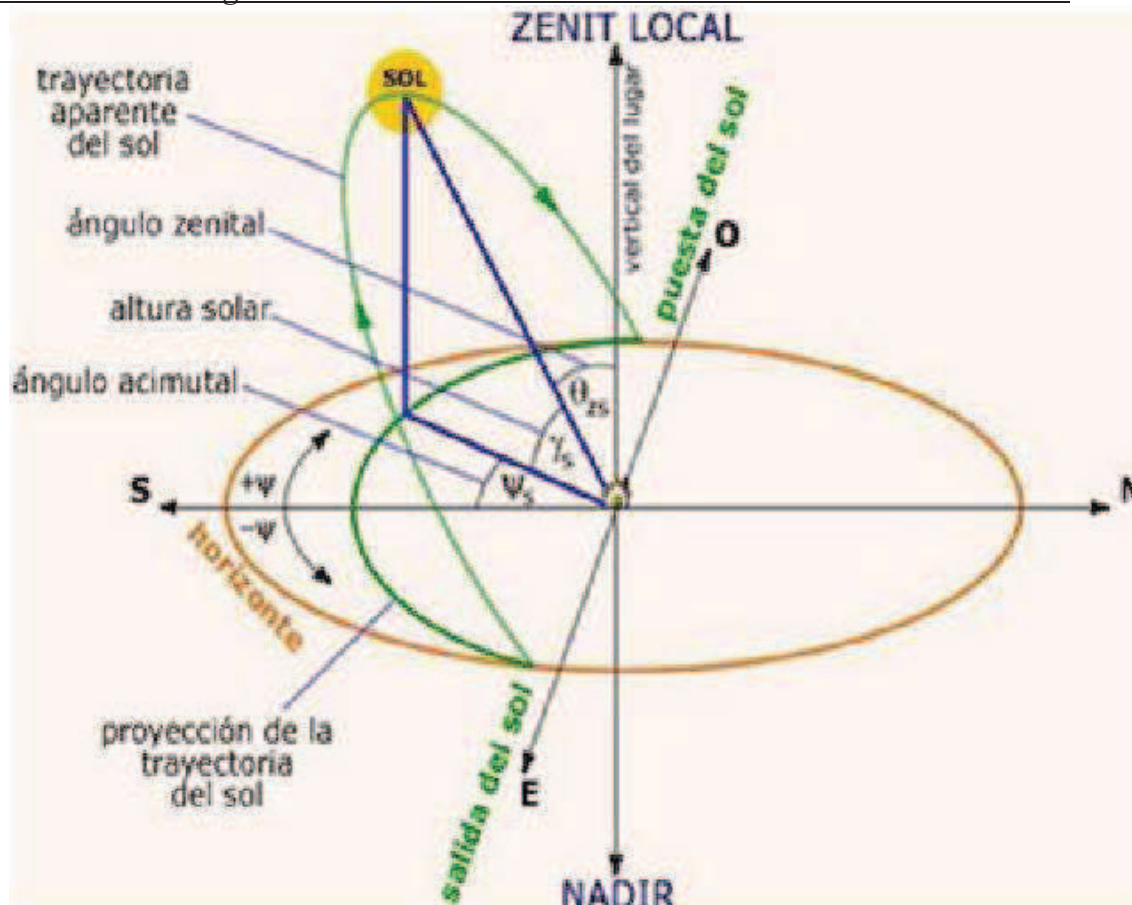 ZENIT LOCAL
SOL
trayectoria
aparente
del sol
vertical del lugar
puesta del sol
O
ángulo zenital
altura solar
ángulo acimutal
θzs
γs
Ψs
S
N
+Ψ
−Ψ
horizonte
proyección de la
trayectoria
del sol
salida del sol
E
NADIR